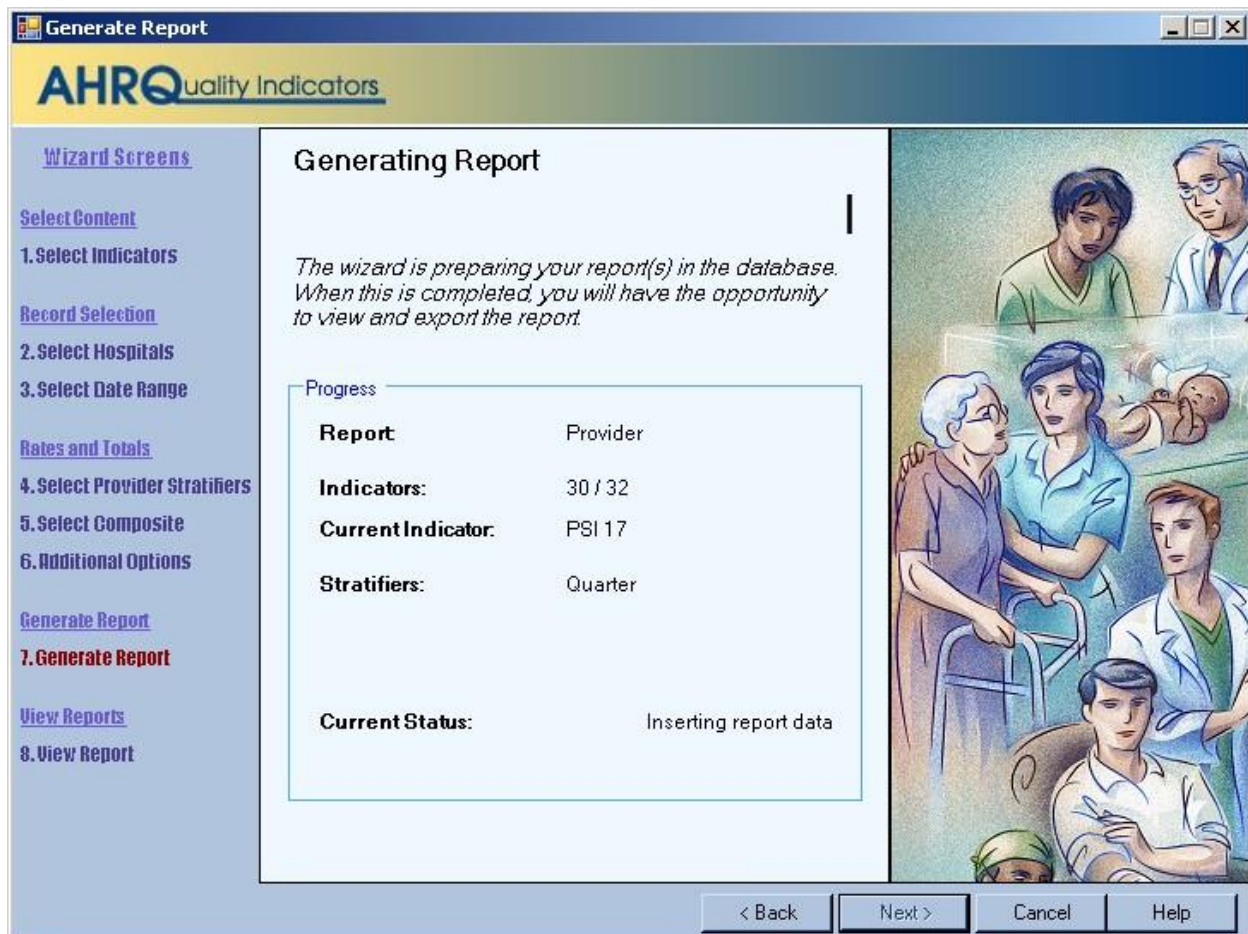 Generate Report
AHRQuality Indicators
Wizard Screens
Select Content
1. Select Indicators
Record Selection
2. Select Hospitals
3. Select Date Range
Rates and Totals
4. Select Provider Stratifiers
5. Select Composite
6. Additional Options
Generate Report
7. Generate Report
View Reports
8. View Report
Generating Report
The wizard is preparing your report(s) in the database.
When this is completed, you will have the opportunity
to view and export the report.
Progress
Report: Provider
Indicators: 30 / 32
Current Indicator: PSI 17
Stratifiers: Quarter
Current Status: Inserting report data
< Back Next > Cancel Help